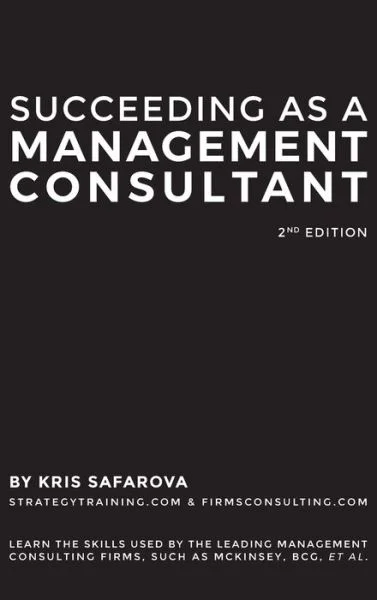 SUCCEEDING AS A
MANAGEMENT
CONSULTANT
2ND EDITION
BY KRIS SAFAROVA
STRATEGYTRAINING.COM & FIRMSCONSULTING.COM
LEARN THE SKILLS USED BY THE LEADING MANAGEMENT
CONSULTING FIRMS, SUCH AS MCKINSEY, BCG, ET AL.